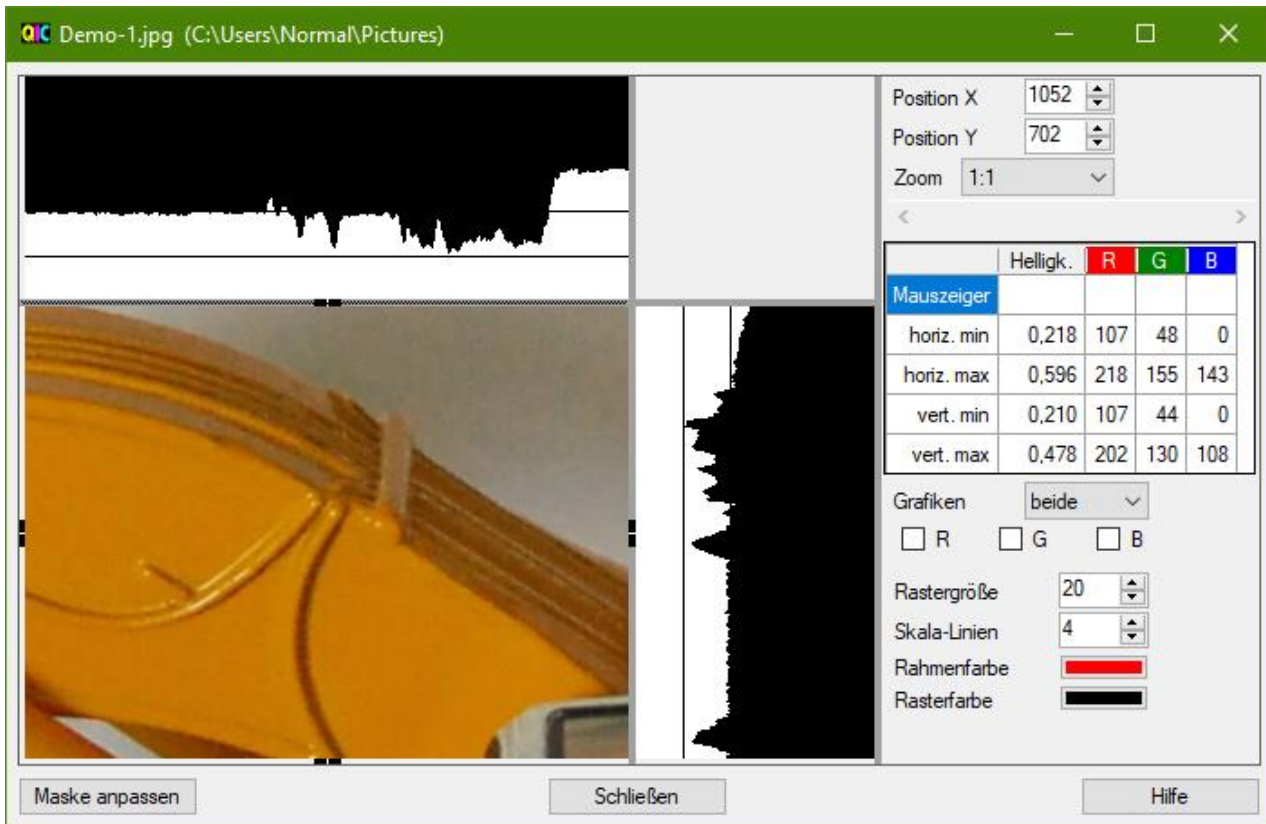 QIC Demo-1.jpg (C:\Users\Normal\Pictures)
Position X 1052
Position Y 702
Zoom 1:1
Helligk. R G B
Mauszeiger
horiz. min 0,218 107 48 0
horiz. max 0,596 218 155 143
vert. min 0,210 107 44 0
vert. max 0,478 202 130 108
Grafiken beide
R G B
Rastergröße 20
Skala-Linien 4
Rahmenfarbe
Rasterfarbe
Maske anpassen Schließen Hilfe